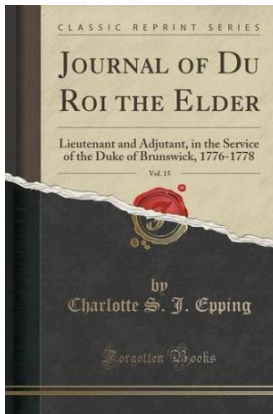 CLASSIC REPRINT SERIES
JOURNAL OF DU
ROI THE ELDER
Lieutenant and Adjutant, in the Service
of the Duke of Brunswick, 1776-1778
Vol. 15
by
Charlotte S. J. Epping
Forgotten Books